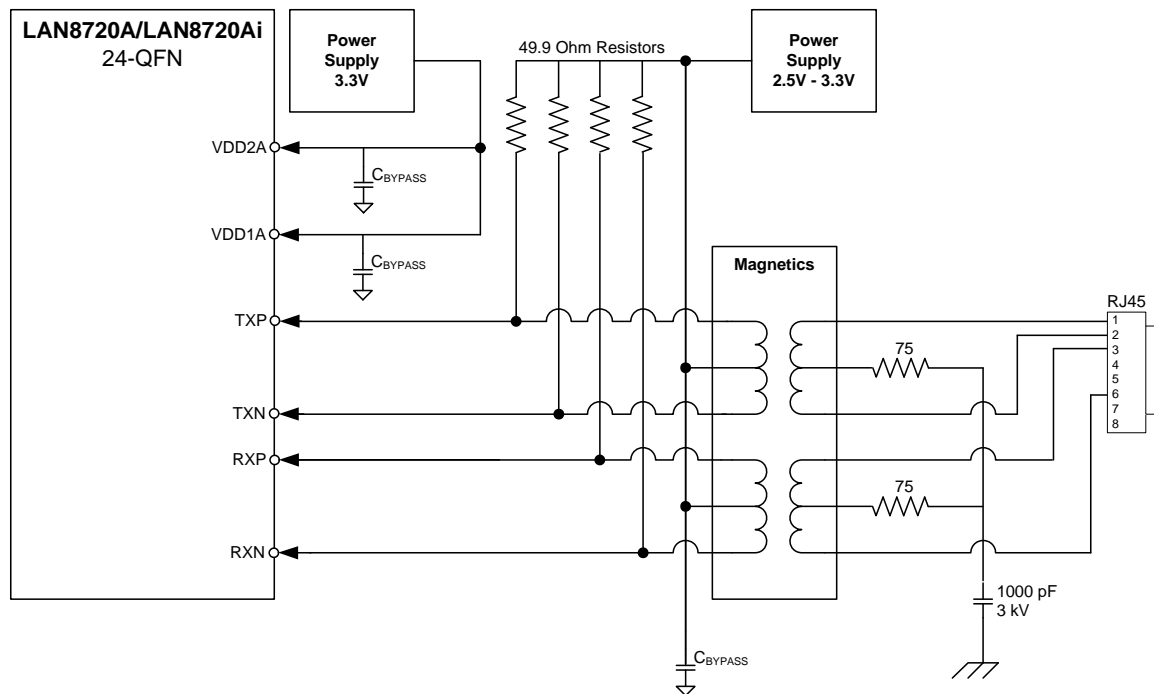 LAN8720A/LAN8720Ai
24-QFN
Power
Supply
3.3V
49.9 Ohm Resistors
Power
Supply
2.5V - 3.3V
VDD2A
CBYPASS
VDD1A
CBYPASS
Magnetics
TXP
RJ45
1
2
3
4
5
6
7
8
75
TXN
RXP
75
RXN
1000 pF
3 kV
CBYPASS